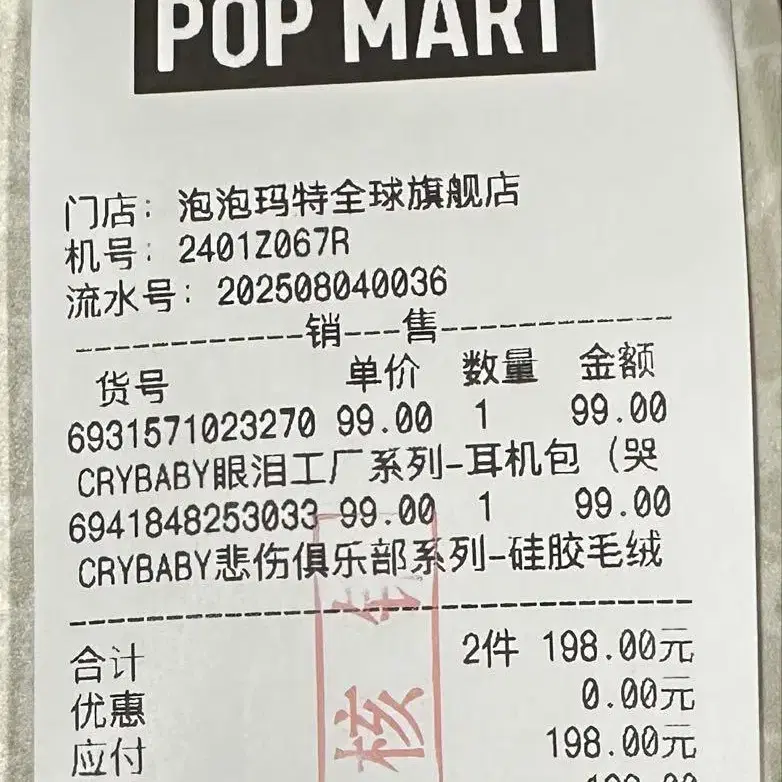 POP MART
门店：泡泡玛特全球旗舰店
机号：2401Z067R
流水号：202508040036
------------销---售------------
货号 单价 数量 金额
6931571023270 99.00 1 99.00
CRYBABY眼泪工厂系列-耳机包（哭
6941848253033 99.00 1 99.00
CRYBABY悲伤俱乐部系列-硅胶毛绒
合计 2件 198.00元
优惠 0.00元
应付 198.00元
核